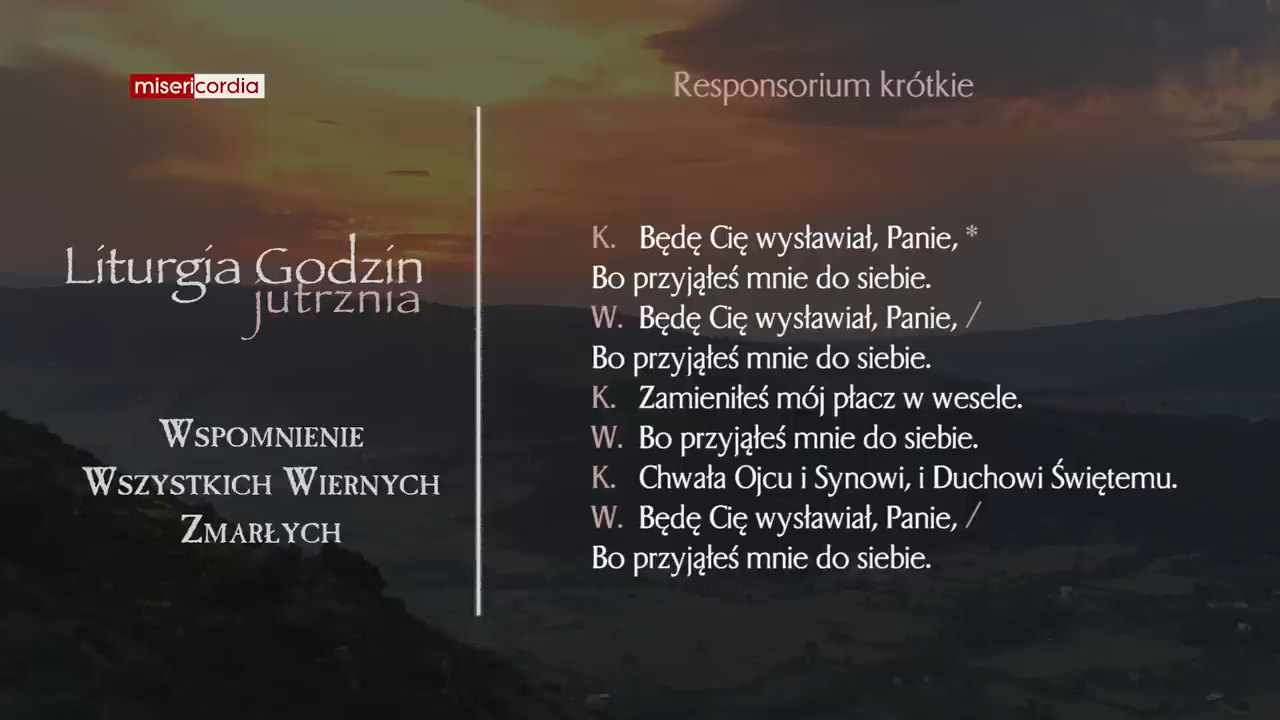 misericordia
Liturgia Godzin
jutrznia
Wspomnienie
Wszystkich Wiernych
Zmarłych
Responsorium krótkie
K. Będę Cię wysławiał, Panie, *
Bo przyjąłeś mnie do siebie.
W. Będę Cię wysławiał, Panie, /
Bo przyjąłeś mnie do siebie.
K. Zamieniłeś mój płacz w wesele.
W. Bo przyjąłeś mnie do siebie.
K. Chwała Ojcu i Synowi, i Duchowi Świętemu.
W. Będę Cię wysławiał, Panie, /
Bo przyjąłeś mnie do siebie.